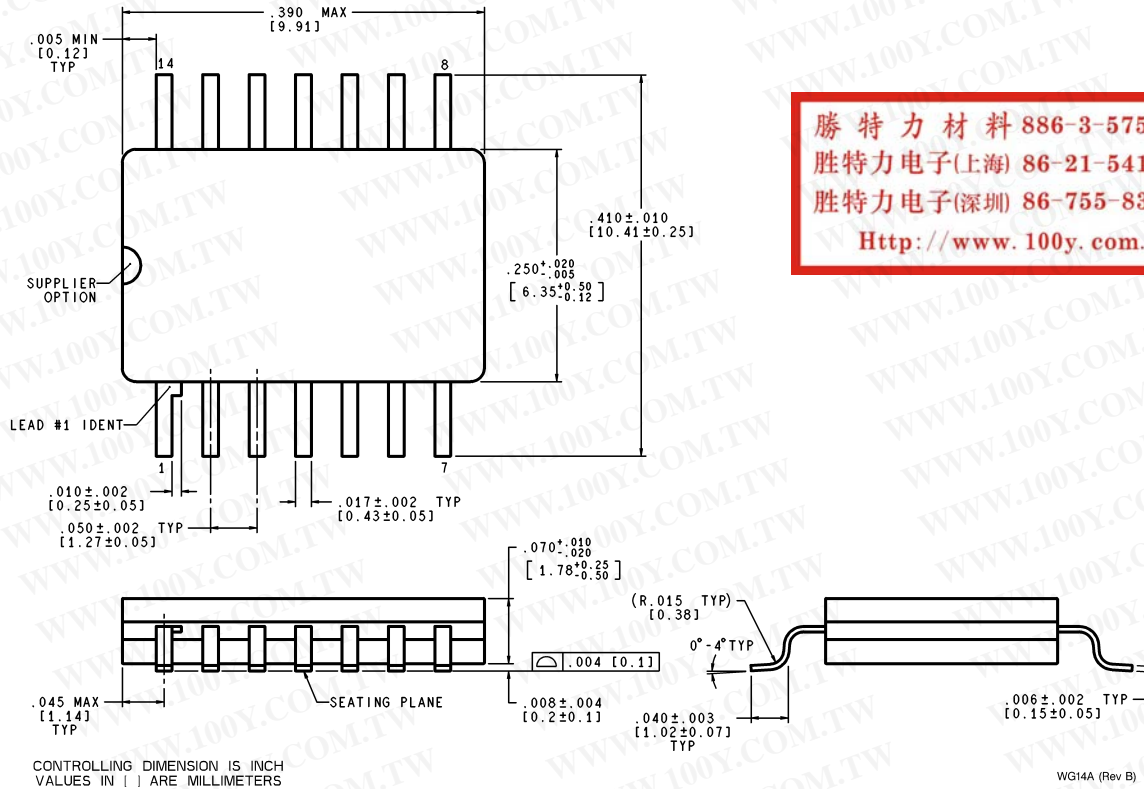 .390 MAX
[9.91]
.005 MIN
[0.12]
TYP
14
8
勝 特 力 材 料 886-3-575
胜特力电子(上海) 86-21-541
胜特力电子(深圳) 86-755-83
Http://www.100y.com.
.410±.010
[10.41±0.25]
.250+.020
-.005
[ 6.35+0.50
-0.12 ]
SUPPLIER
OPTION
LEAD #1 IDENT
1
7
.010±.002
[0.25±0.05]
.017±.002 TYP
[0.43±0.05]
.050±.002 TYP
[1.27±0.05]
.070+.010
-.020
[ 1.78+0.25
-0.50 ]
(R.015 TYP)
[0.38]
0°-4° TYP
.004 [0.1]
.045 MAX
[1.14]
TYP
SEATING PLANE
.008±.004
[0.2±0.1]
.040±.003
[1.02±0.07]
TYP
.006±.002 TYP
[0.15±0.05]
CONTROLLING DIMENSION IS INCH
VALUES IN [ ] ARE MILLIMETERS
WG14A (Rev B)
WWW.100Y.COM.TW